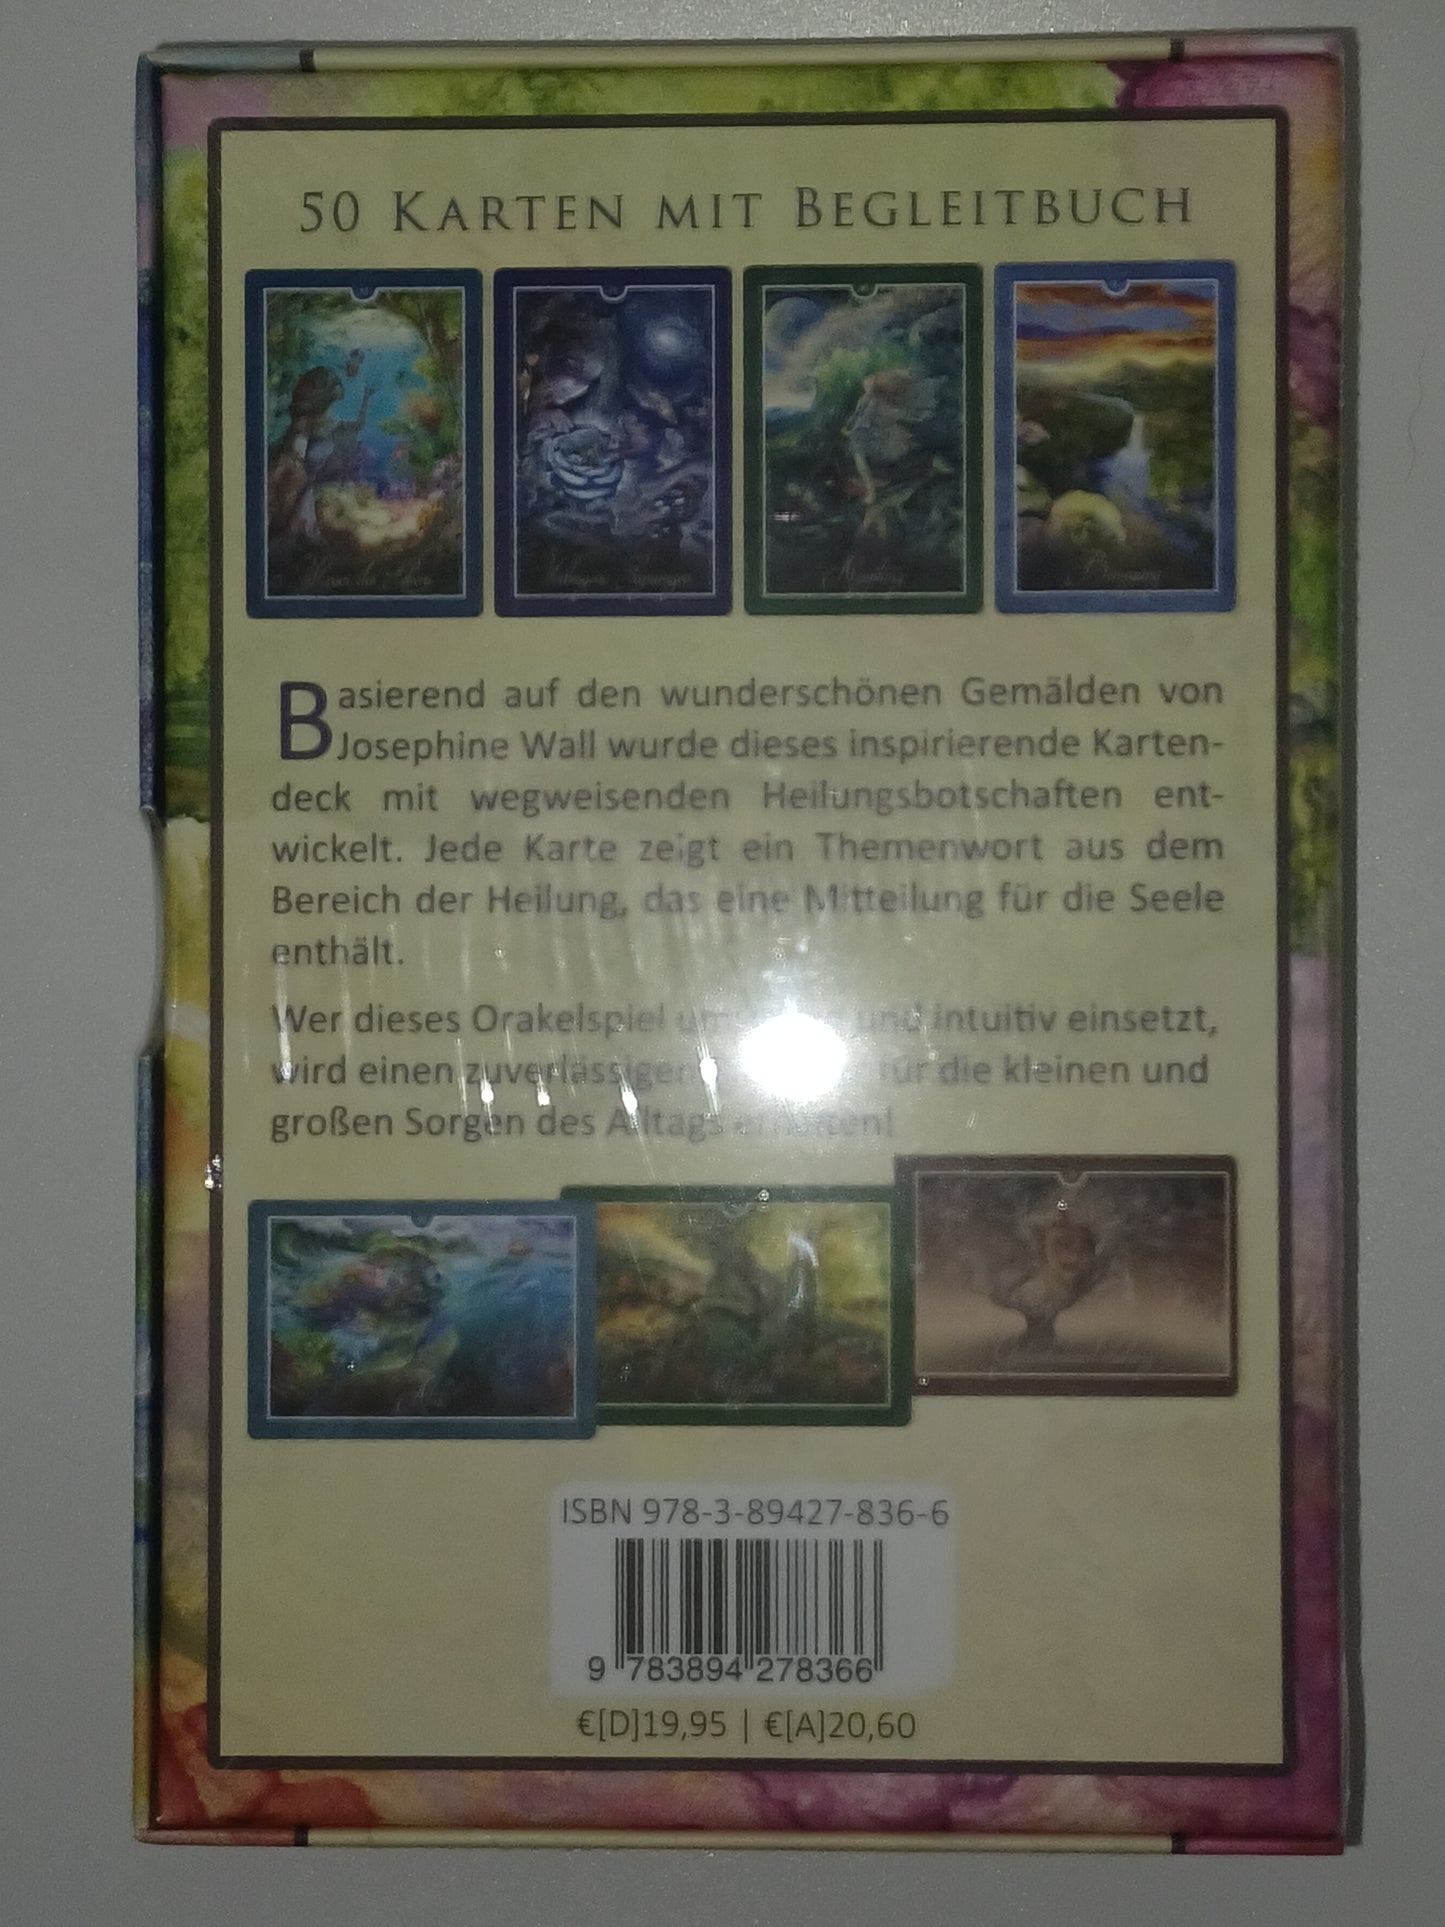 50 KARTEN MIT BEGLEITBUCH
Basierend auf den wunderschönen Gemälden von
Josephine Wall wurde dieses inspirierende Karten-
deck mit wegweisenden Heilungsbotschaften ent-
wickelt. Jede Karte zeigt ein Themenwort aus dem
Bereich der Heilung, das eine Mitteilung für die Seele
enthält.
Wer dieses Orakelspiel und intuitiv einsetzt,
wird einen zuverlässigen für die kleinen und
großen Sorgen des Alltags erhalten!
ISBN 978-3-89427-836-6
9 783894 278366
€[D]19,95 | €[A]20,60